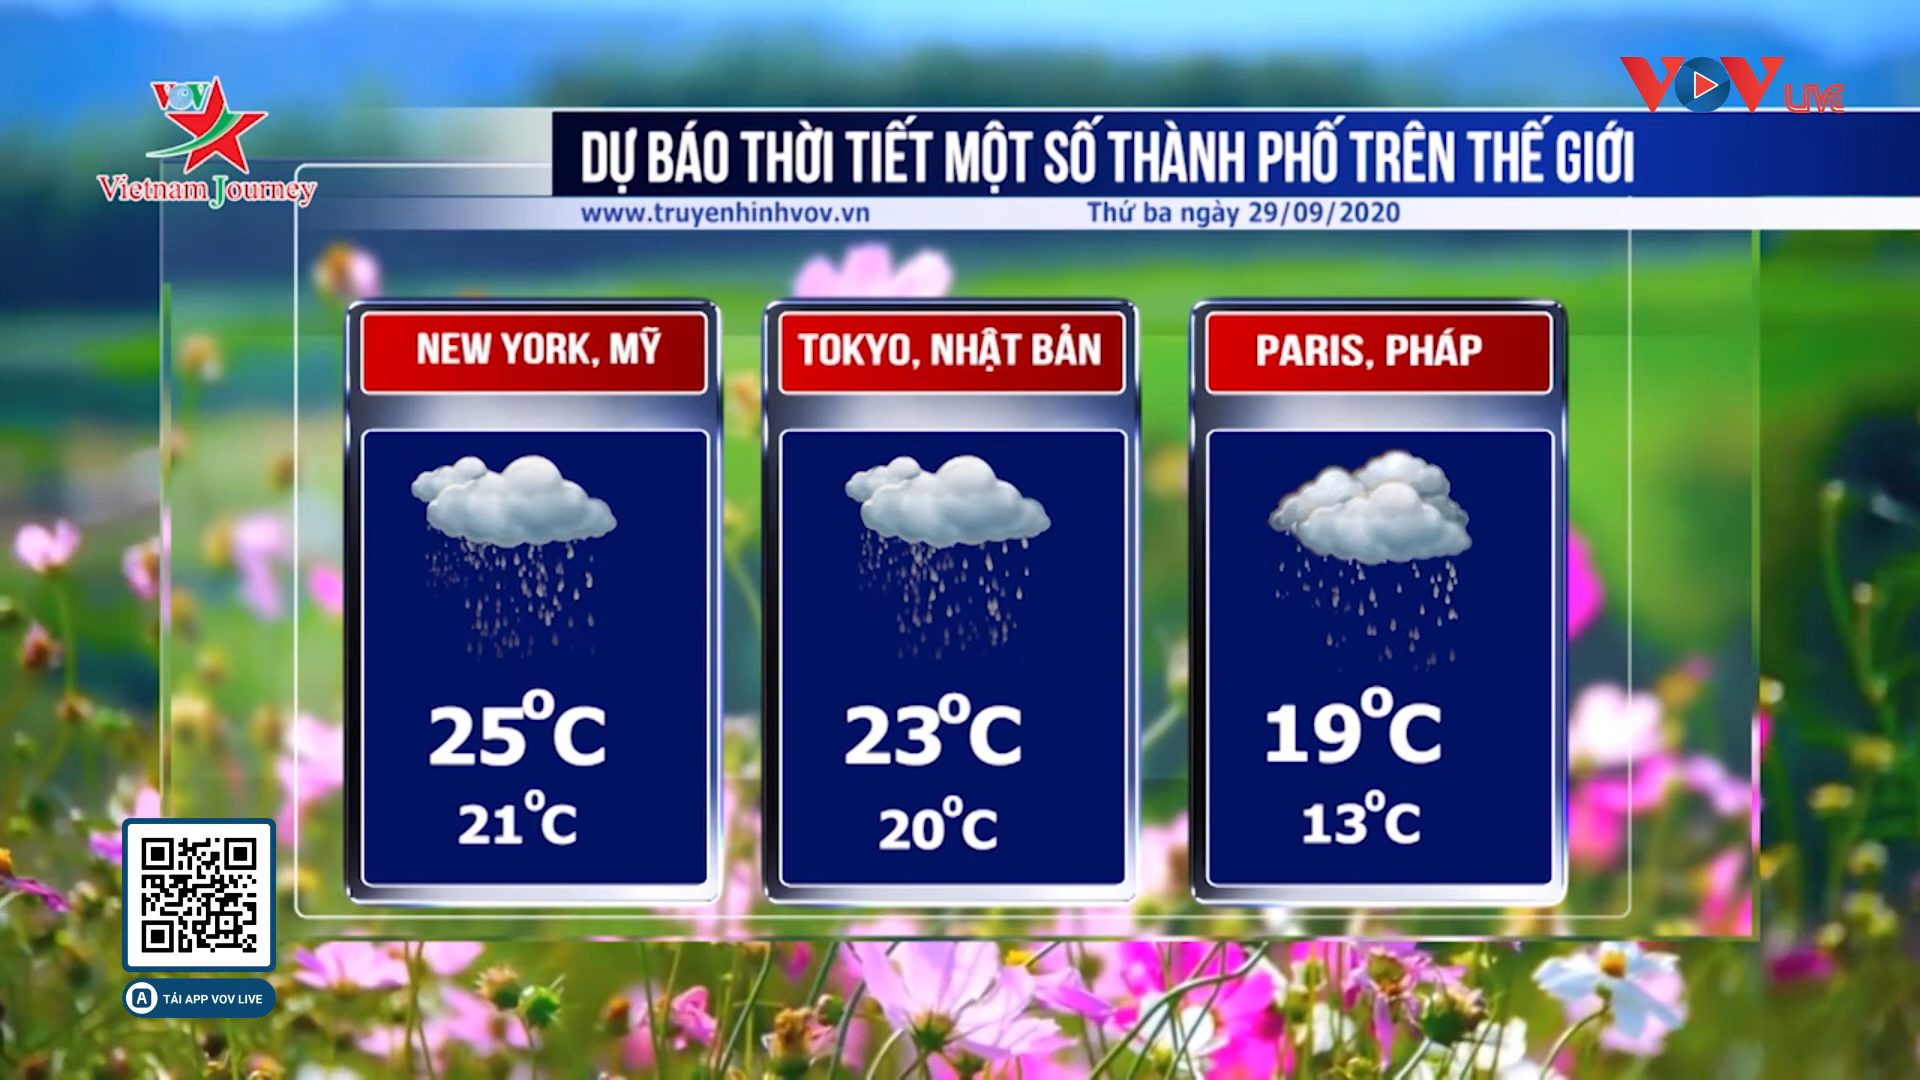 VOV
Vietnam Journey
VOV LIVE
DỰ BÁO THỜI TIẾT MỘT SỐ THÀNH PHỐ TRÊN THẾ GIỚI
www.truyenhinhvov.vn
Thứ ba ngày 29/09/2020
NEW YORK, MỸ
25°C
21°C
TOKYO, NHẬT BẢN
23°C
20°C
PARIS, PHÁP
19°C
13°C
A TẢI APP VOV LIVE